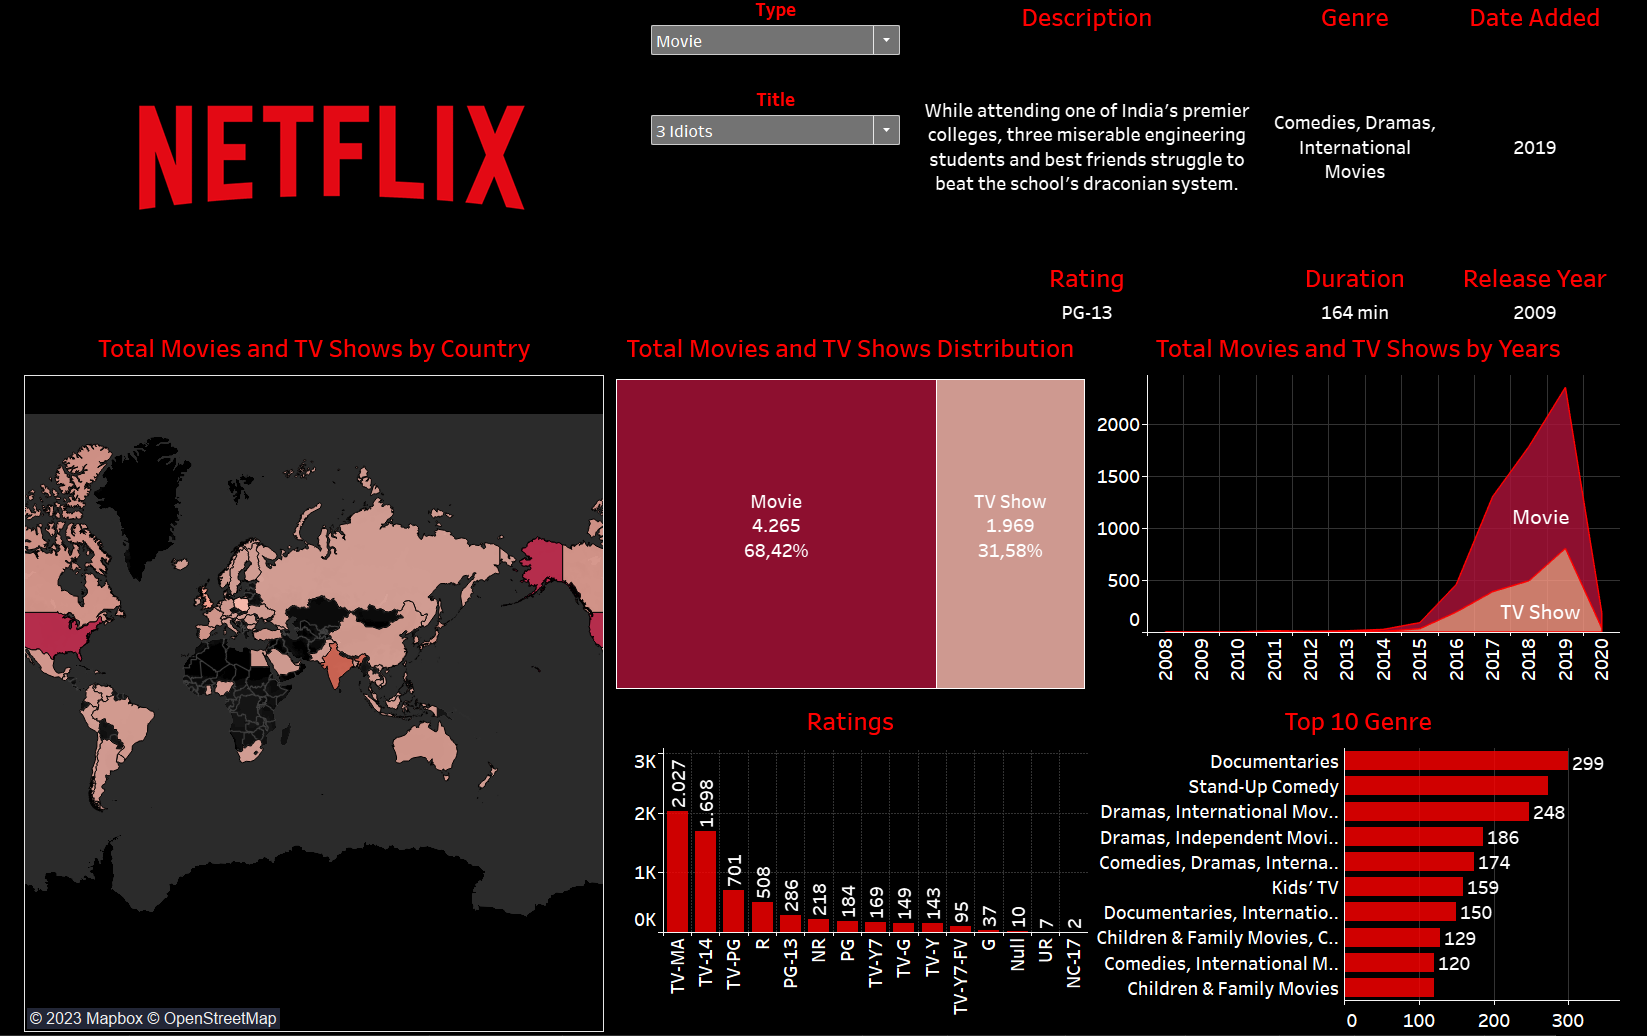 Type
Movie
Title
3 Idiots
NETFLIX
Description
While attending one of India’s premier
colleges, three miserable engineering
students and best friends struggle to
beat the school’s draconian system.
Genre
Comedies, Dramas,
International
Movies
Date Added
2019
Rating
PG-13
Duration
164 min
Release Year
2009
Total Movies and TV Shows by Country
© 2023 Mapbox © OpenStreetMap
Total Movies and TV Shows Distribution
Movie
4.265
68,42%
TV Show
1.969
31,58%
Total Movies and TV Shows by Years
2000
1500
1000
500
0
Movie
TV Show
2008
2009
2010
2011
2012
2013
2014
2015
2016
2017
2018
2019
2020
Ratings
3K
2K
1K
0K
2.027
1.698
701
508
286
218
184
169
149
143
95
37
10
7
2
TV-MA
TV-14
TV-PG
R
PG-13
NR
PG
TV-Y7
TV-G
TV-Y
TV-Y7-FV
G
Null
UR
NC-17
Top 10 Genre
Documentaries 299
Stand-Up Comedy
Dramas, International Mov.. 248
Dramas, Independent Movi.. 186
Comedies, Dramas, Interna.. 174
Kids’ TV 159
Documentaries, Internatio.. 150
Children & Family Movies, C.. 129
Comedies, International M.. 120
Children & Family Movies
0 100 200 300